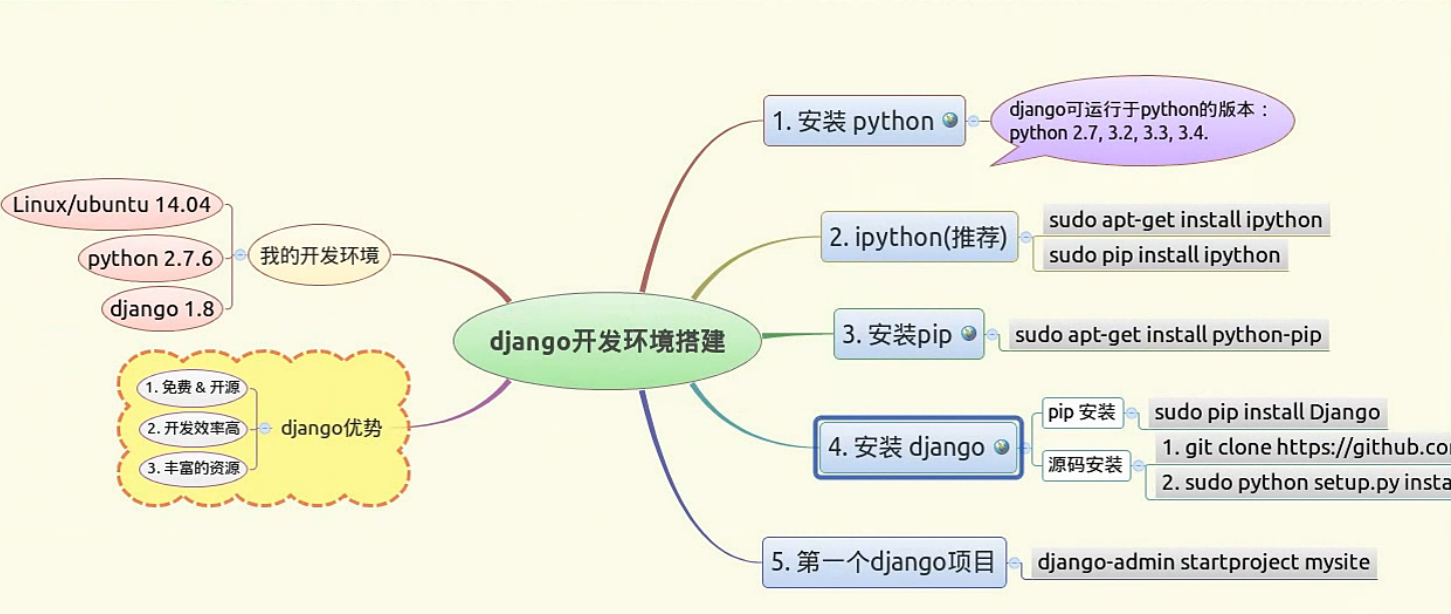 django开发环境搭建
1. 安装 python
django可运行于python的版本：
python 2.7, 3.2, 3.3, 3.4.
2. ipython(推荐)
sudo apt-get install ipython
sudo pip install ipython
3. 安装pip
sudo apt-get install python-pip
4. 安装 django
pip 安装
sudo pip install Django
源码安装
1. git clone https://github.co
2. sudo python setup.py insta
5. 第一个django项目
django-admin startproject mysite
我的开发环境
Linux/ubuntu 14.04
python 2.7.6
django 1.8
django优势
1. 免费 & 开源
2. 开发效率高
3. 丰富的资源